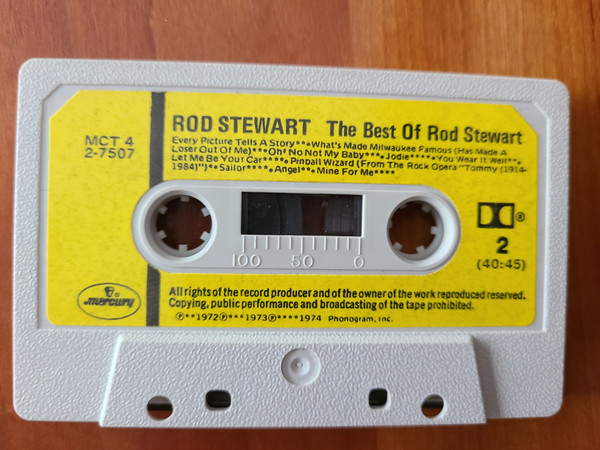 MCT 4
2-7507
ROD STEWART The Best Of Rod Stewart
Every Picture Tells A Story**●What's Made Milwaukee Famous (Has Made A
Loser Out Of Me)***●Oh! No Not My Baby***●Jodie****●You Wear It Well**●
Let Me Be Your Car****●Pinball Wizard (From The Rock Opera "Tommy (1914-
1984)")**●Sailor****●Angel**●Mine For Me****
100 50 0
®
2
(40:45)
mercury
All rights of the record producer and of the owner of the work reproduced reserved.
Copying, public performance and broadcasting of the tape prohibited.
℗**1972℗***1973℗****1974 Phonogram, Inc.